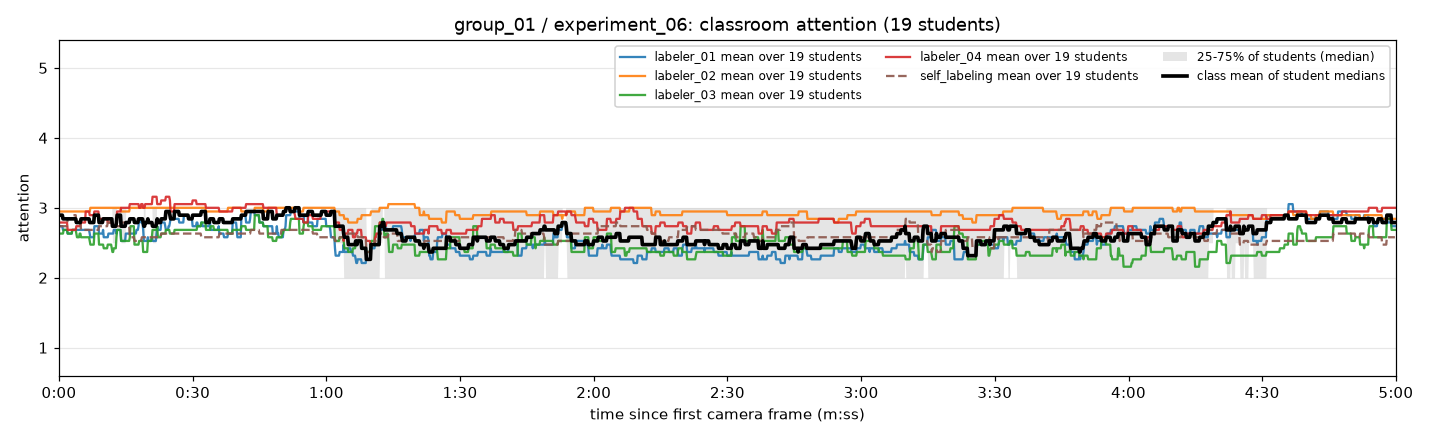 group_01 / experiment_06: classroom attention (19 students)
labeler_01 mean over 19 students
labeler_02 mean over 19 students
labeler_03 mean over 19 students
labeler_04 mean over 19 students
self_labeling mean over 19 students
25-75% of students (median)
class mean of student medians
attention
5
4
3
2
1
0:00 0:30 1:00 1:30 2:00 2:30 3:00 3:30 4:00 4:30 5:00
time since first camera frame (m:ss)